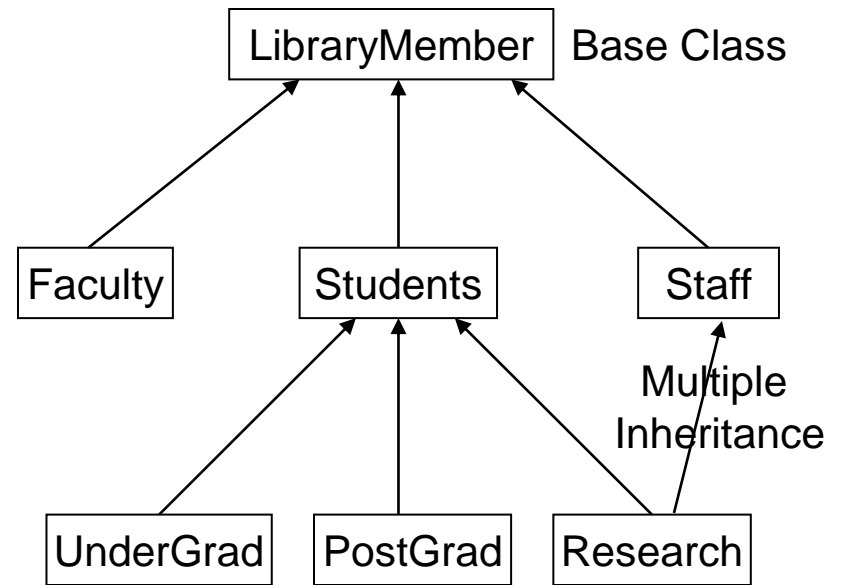 LibraryMember
Base Class
Faculty
Students
Staff
Multiple
Inheritance
UnderGrad
PostGrad
Research